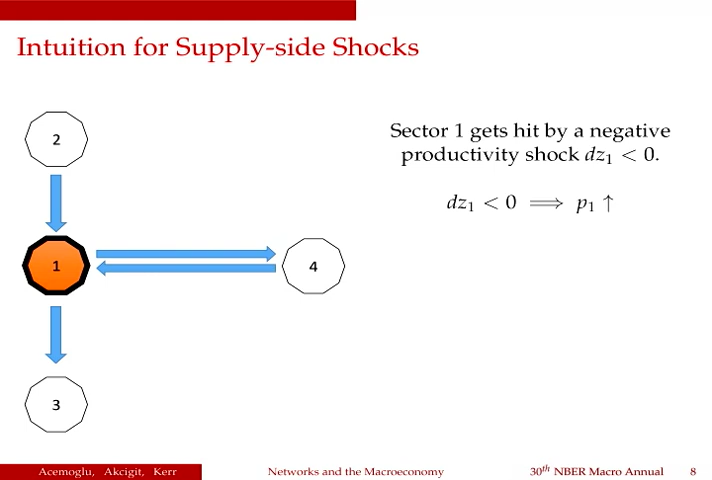 Intuition for Supply-side Shocks
2
Sector 1 gets hit by a negative
productivity shock dz₁ < 0.
dz₁ < 0 ⟹ p₁ ↑
1
4
3
Acemoglu, Akcigit, Kerr
Networks and the Macroeconomy
30ᵗʰ NBER Macro Annual
8